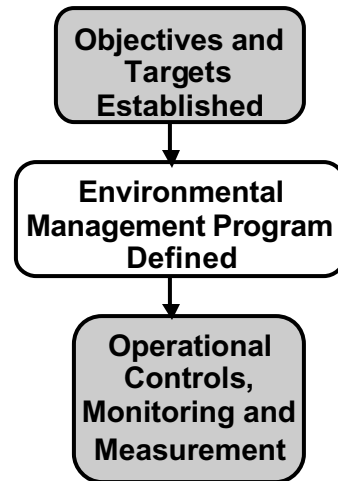 Objectives and
Targets
Established
Environmental
Management Program
Defined
Operational
Controls,
Monitoring and
Measurement